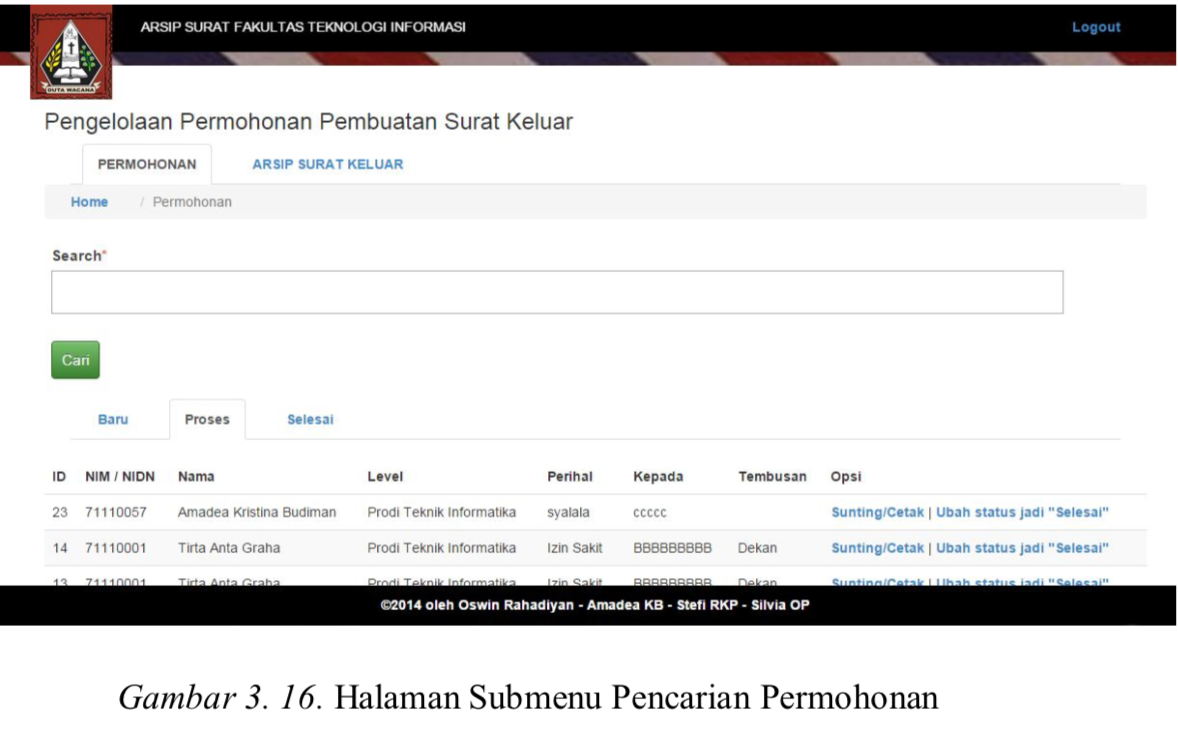 ARSIP SURAT FAKULTAS TEKNOLOGI INFORMASI Logout
DUTA WACANA
Pengelolaan Permohonan Pembuatan Surat Keluar
PERMOHONAN ARSIP SURAT KELUAR
Home / Permohonan
Search*
Cari
Baru Proses Selesai
ID NIM / NIDN Nama Level Perihal Kepada Tembusan Opsi
23 71110057 Amadea Kristina Budiman Prodi Teknik Informatika syalala ccccc Sunting/Cetak | Ubah status jadi "Selesai"
14 71110001 Tirta Anta Graha Prodi Teknik Informatika Izin Sakit BBBBBBBBB Dekan Sunting/Cetak | Ubah status jadi "Selesai"
13 71110001 Tirta Anta Graha Prodi Teknik Informatika Izin Sakit BBBBBBBBB Dekan Sunting/Cetak | Ubah status jadi "Selesai"
©2014 oleh Oswin Rahadiyan - Amadea KB - Stefi RKP - Silvia OP
Gambar 3. 16. Halaman Submenu Pencarian Permohonan